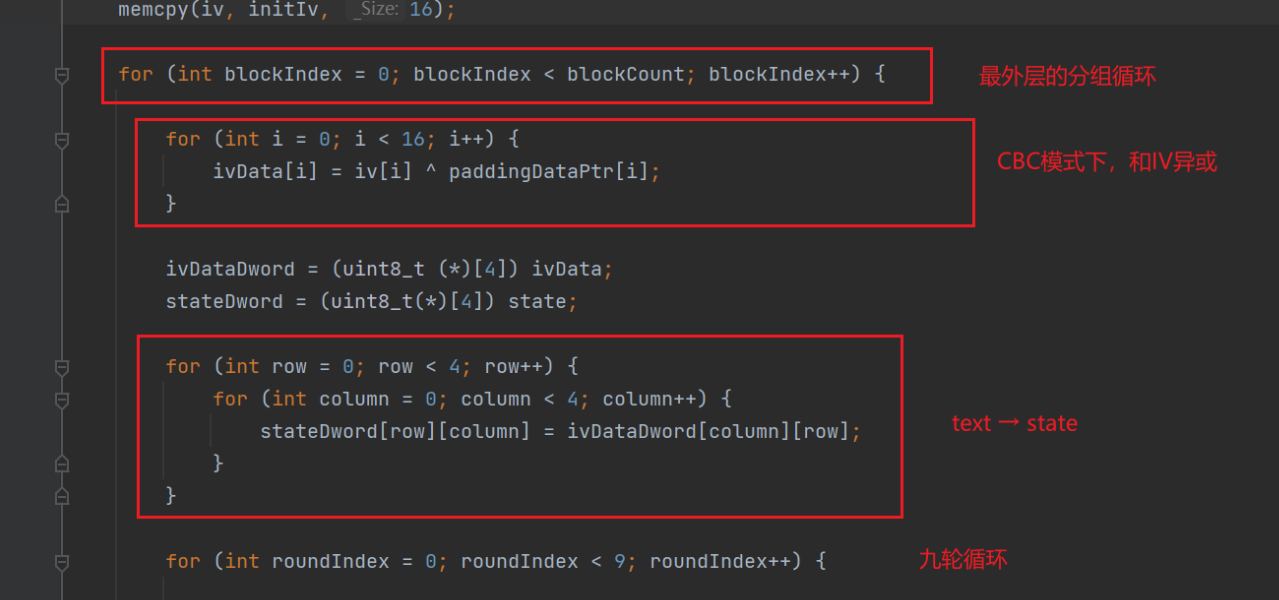 memcpy(iv, initIv, _Size: 16);
for (int blockIndex = 0; blockIndex < blockCount; blockIndex++) {
最外层的分组循环
for (int i = 0; i < 16; i++) {
ivData[i] = iv[i] ^ paddingDataPtr[i];
CBC模式下，和IV异或
}
ivDataDword = (uint8_t (*)[4]) ivData;
stateDword = (uint8_t(*)[4]) state;
for (int row = 0; row < 4; row++) {
for (int column = 0; column < 4; column++) {
stateDword[row][column] = ivDataDword[column][row];
text → state
}
}
for (int roundIndex = 0; roundIndex < 9; roundIndex++) {
九轮循环